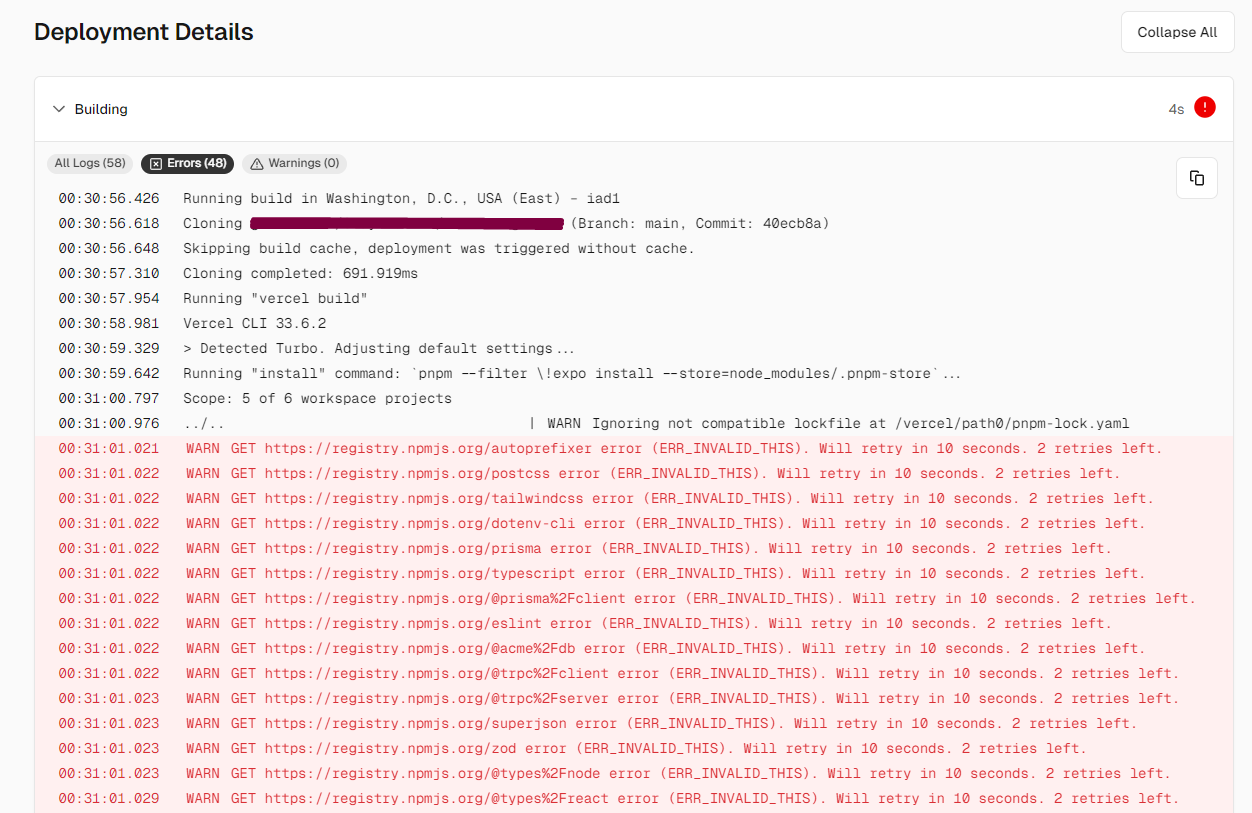 Deployment Details
Collapse All
Building
4s
All Logs (58) Errors (48) Warnings (0)
00:30:56.426 Running build in Washington, D.C., USA (East) – iad1
00:30:56.618 Cloning (Branch: main, Commit: 40ecb8a)
00:30:56.648 Skipping build cache, deployment was triggered without cache.
00:30:57.310 Cloning completed: 691.919ms
00:30:57.954 Running "vercel build"
00:30:58.981 Vercel CLI 33.6.2
00:30:59.329 > Detected Turbo. Adjusting default settings...
00:30:59.642 Running "install" command: `pnpm --filter \!expo install --store=node_modules/.pnpm-store`...
00:31:00.797 Scope: 5 of 6 workspace projects
00:31:00.976 ../.. | WARN Ignoring not compatible lockfile at /vercel/path0/pnpm-lock.yaml
00:31:01.021 WARN GET https://registry.npmjs.org/autoprefixer error (ERR_INVALID_THIS). Will retry in 10 seconds. 2 retries left.
00:31:01.022 WARN GET https://registry.npmjs.org/postcss error (ERR_INVALID_THIS). Will retry in 10 seconds. 2 retries left.
00:31:01.022 WARN GET https://registry.npmjs.org/tailwindcss error (ERR_INVALID_THIS). Will retry in 10 seconds. 2 retries left.
00:31:01.022 WARN GET https://registry.npmjs.org/dotenv-cli error (ERR_INVALID_THIS). Will retry in 10 seconds. 2 retries left.
00:31:01.022 WARN GET https://registry.npmjs.org/prisma error (ERR_INVALID_THIS). Will retry in 10 seconds. 2 retries left.
00:31:01.022 WARN GET https://registry.npmjs.org/typescript error (ERR_INVALID_THIS). Will retry in 10 seconds. 2 retries left.
00:31:01.022 WARN GET https://registry.npmjs.org/@prisma%2Fclient error (ERR_INVALID_THIS). Will retry in 10 seconds. 2 retries left.
00:31:01.022 WARN GET https://registry.npmjs.org/eslint error (ERR_INVALID_THIS). Will retry in 10 seconds. 2 retries left.
00:31:01.022 WARN GET https://registry.npmjs.org/@acme%2Fdb error (ERR_INVALID_THIS). Will retry in 10 seconds. 2 retries left.
00:31:01.022 WARN GET https://registry.npmjs.org/@trpc%2Fclient error (ERR_INVALID_THIS). Will retry in 10 seconds. 2 retries left.
00:31:01.023 WARN GET https://registry.npmjs.org/@trpc%2Fserver error (ERR_INVALID_THIS). Will retry in 10 seconds. 2 retries left.
00:31:01.023 WARN GET https://registry.npmjs.org/superjson error (ERR_INVALID_THIS). Will retry in 10 seconds. 2 retries left.
00:31:01.023 WARN GET https://registry.npmjs.org/zod error (ERR_INVALID_THIS). Will retry in 10 seconds. 2 retries left.
00:31:01.023 WARN GET https://registry.npmjs.org/@types%2Fnode error (ERR_INVALID_THIS). Will retry in 10 seconds. 2 retries left.
00:31:01.029 WARN GET https://registry.npmjs.org/@types%2Freact error (ERR_INVALID_THIS). Will retry in 10 seconds. 2 retries left.